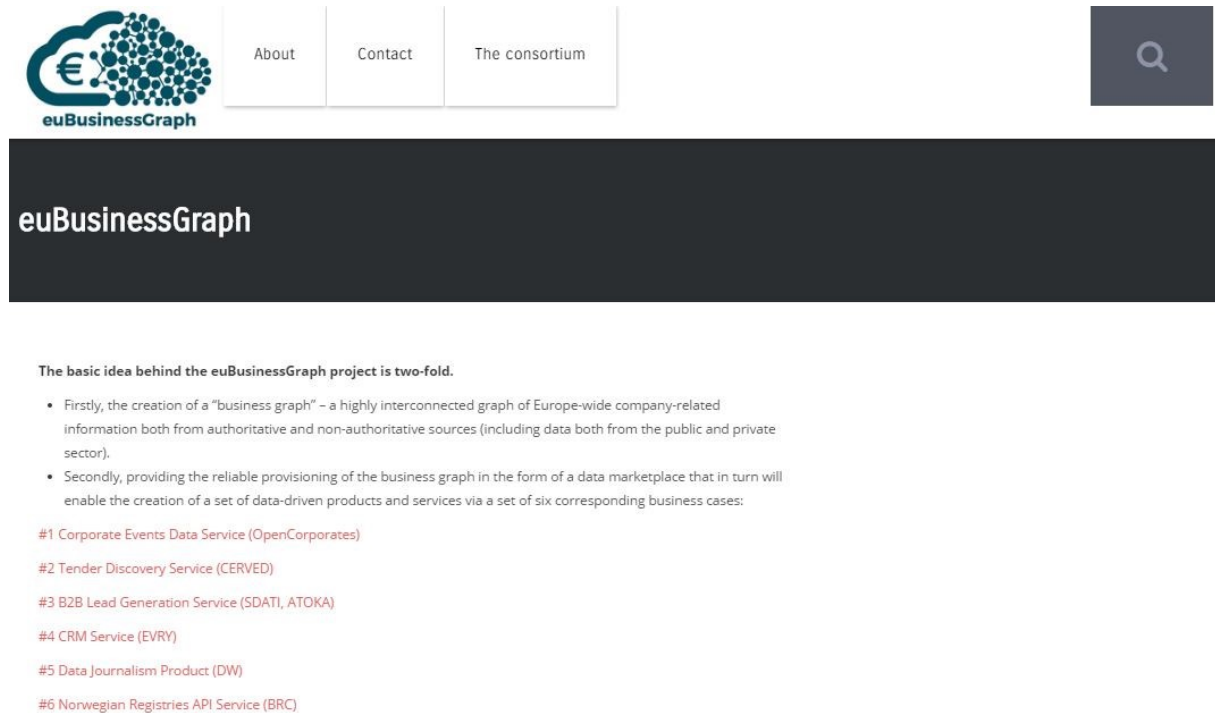 €
euBusinessGraph
About
Contact
The consortium
euBusinessGraph
The basic idea behind the euBusinessGraph project is two-fold.
• Firstly, the creation of a “business graph” – a highly interconnected graph of Europe-wide company-related
information both from authoritative and non-authoritative sources (including data both from the public and private
sector).
• Secondly, providing the reliable provisioning of the business graph in the form of a data marketplace that in turn will
enable the creation of a set of data-driven products and services via a set of six corresponding business cases:
#1 Corporate Events Data Service (OpenCorporates)
#2 Tender Discovery Service (CERVED)
#3 B2B Lead Generation Service (SDATI, ATOKA)
#4 CRM Service (EVRY)
#5 Data Journalism Product (DW)
#6 Norwegian Registries API Service (BRC)